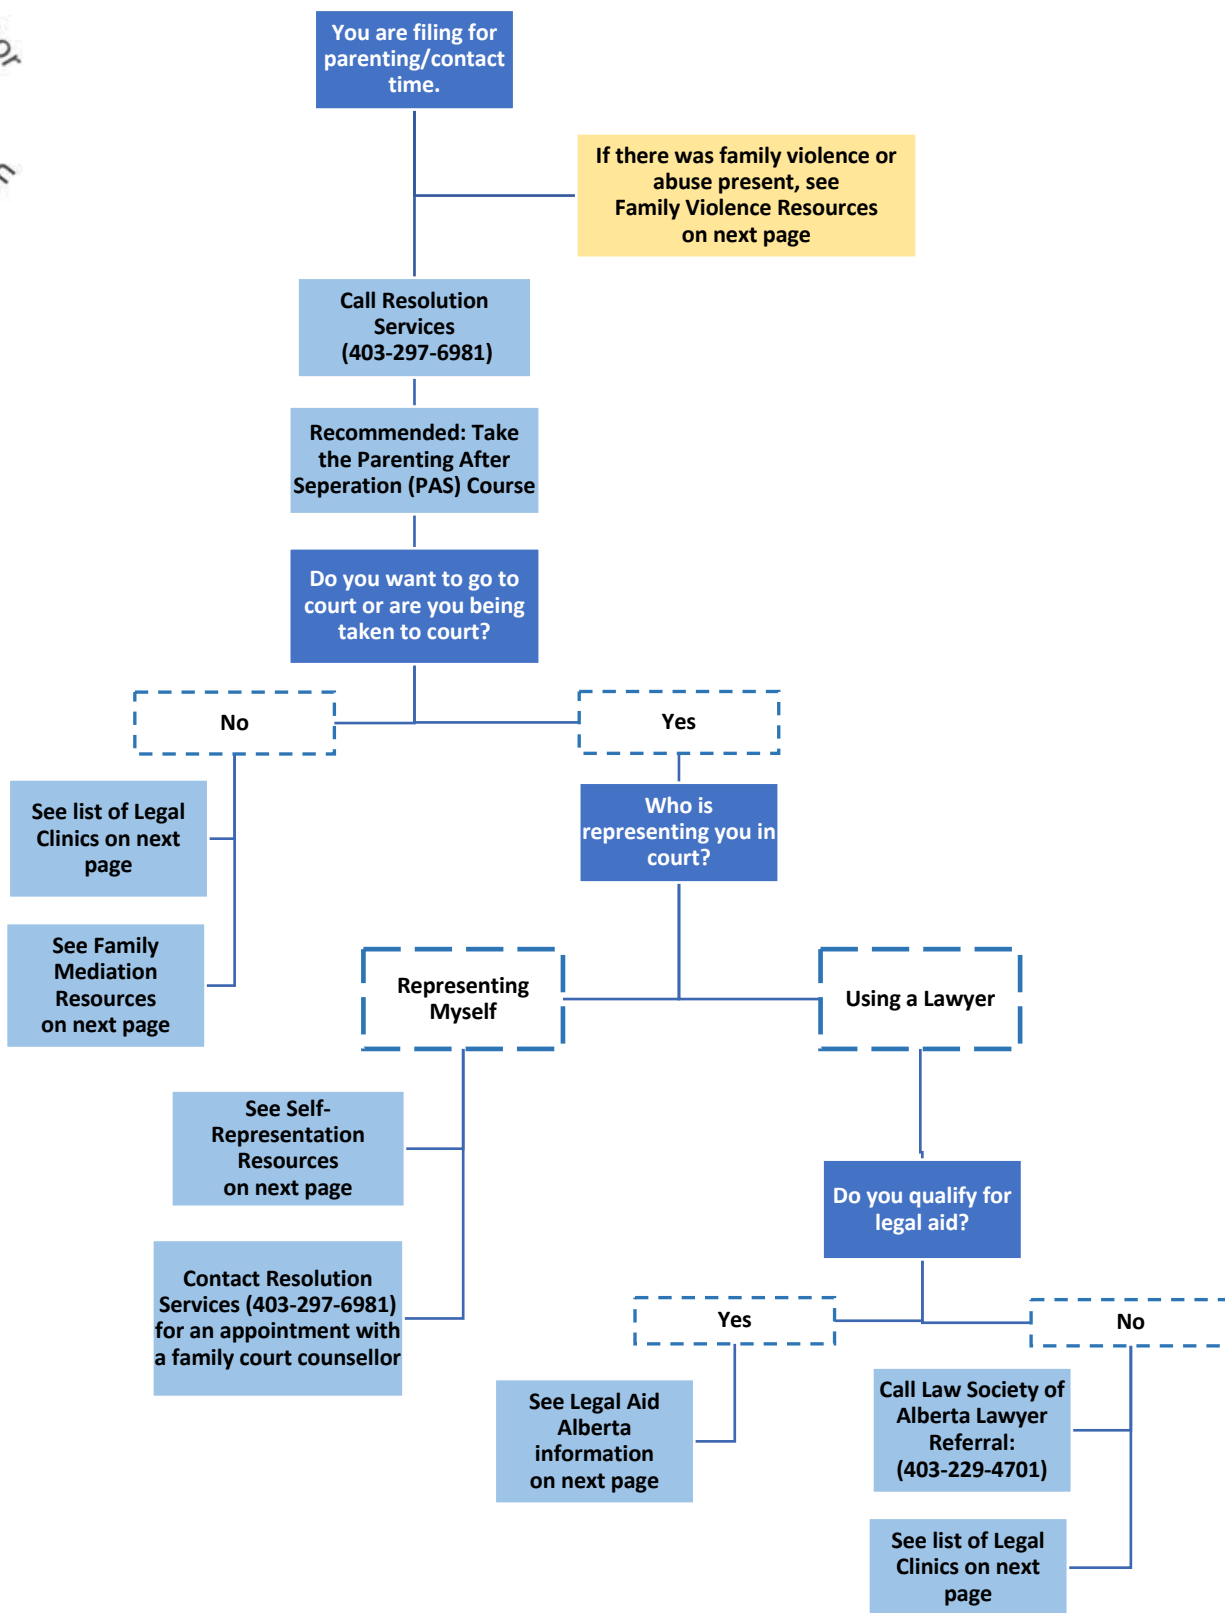 or
You are filing for
parenting/contact
time.
If there was family violence or
abuse present, see
Family Violence Resources
on next page
Call Resolution
Services
(403-297-6981)
Recommended: Take
the Parenting After
Seperation (PAS) Course
Do you want to go to
court or are you being
taken to court?
No
Yes
See list of Legal
Clinics on next
page
Who is
representing you in
court?
See Family
Mediation
Resources
on next page
Representing
Myself
Using a Lawyer
See Self-
Representation
Resources
on next page
Do you qualify for
legal aid?
Contact Resolution
Services (403-297-6981)
for an appointment with
a family court counsellor
Yes
No
See Legal Aid
Alberta
information
on next page
Call Law Society of
Alberta Lawyer
Referral:
(403-229-4701)
See list of Legal
Clinics on next
page